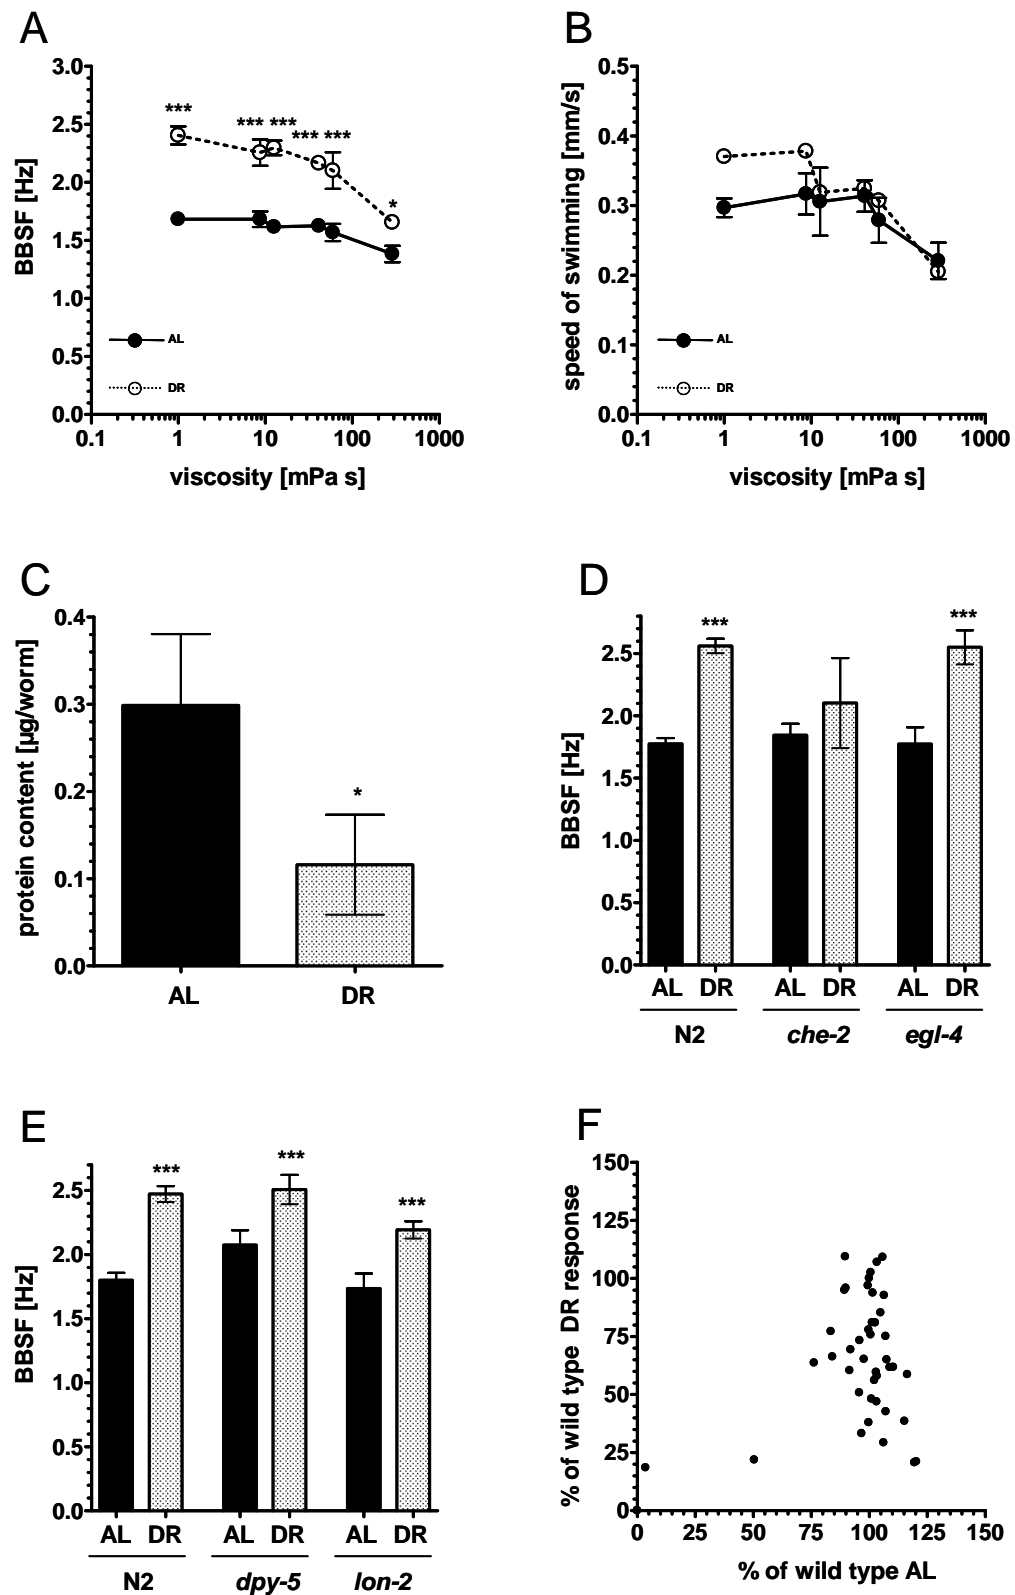 A
BBSF [Hz]
3.0
2.5
2.0
1.5
1.0
0.5
0.0
*** *** *** *** *** *
AL
DR
0.1 1 10 100 1000
viscosity [mPa s]
B
speed of swimming [mm/s]
0.5
0.4
0.3
0.2
0.1
0.0
AL
DR
0.1 1 10 100 1000
viscosity [mPa s]
C
protein content [µg/worm]
0.4
0.3
0.2
0.1
0.0
*
AL DR
D
BBSF [Hz]
2.5
2.0
1.5
1.0
0.5
0.0
*** ***
AL DR AL DR AL DR
N2 che-2 egl-4
E
BBSF [Hz]
2.5
2.0
1.5
1.0
0.5
0.0
*** *** ***
AL DR AL DR AL DR
N2 dpy-5 lon-2
F
% of wild type DR response
150
125
100
75
50
25
0
0 25 50 75 100 125 150
% of wild type AL